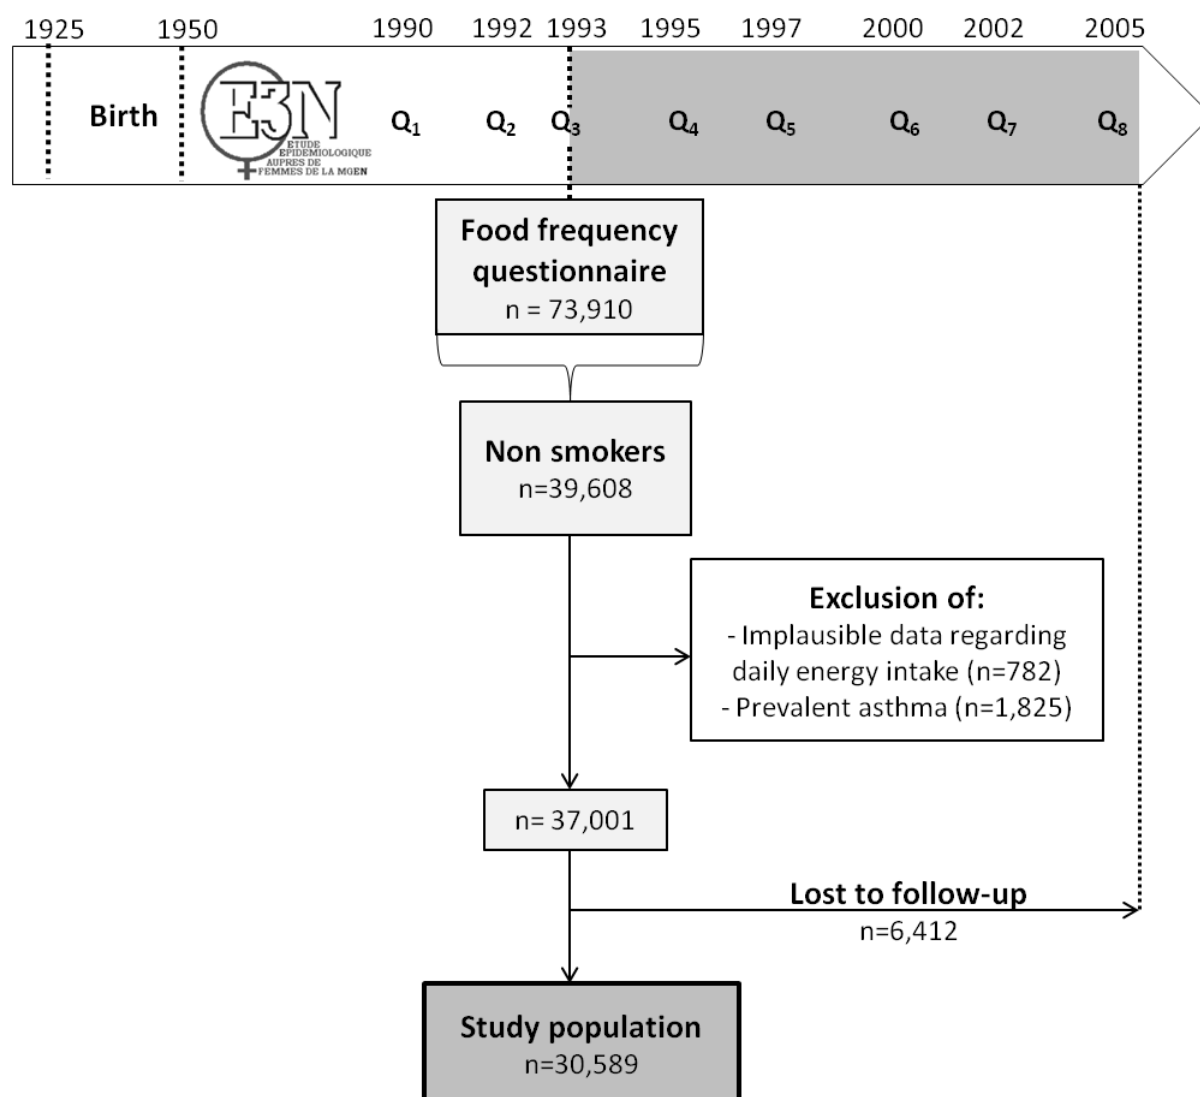 1925 1950 1990 1992 1993 1995 1997 2000 2002 2005
Birth E3N Q₁ Q₂ Q₃ Q₄ Q₅ Q₆ Q₇ Q₈
ETUDE
EPIDEMIOLOGIQUE
AUPRES DE
FEMMES DE LA MGEN
Food frequency
questionnaire
n = 73,910
Non smokers
n=39,608
Exclusion of:
- Implausible data regarding
daily energy intake (n=782)
- Prevalent asthma (n=1,825)
n= 37,001
Lost to follow-up
n=6,412
Study population
n=30,589